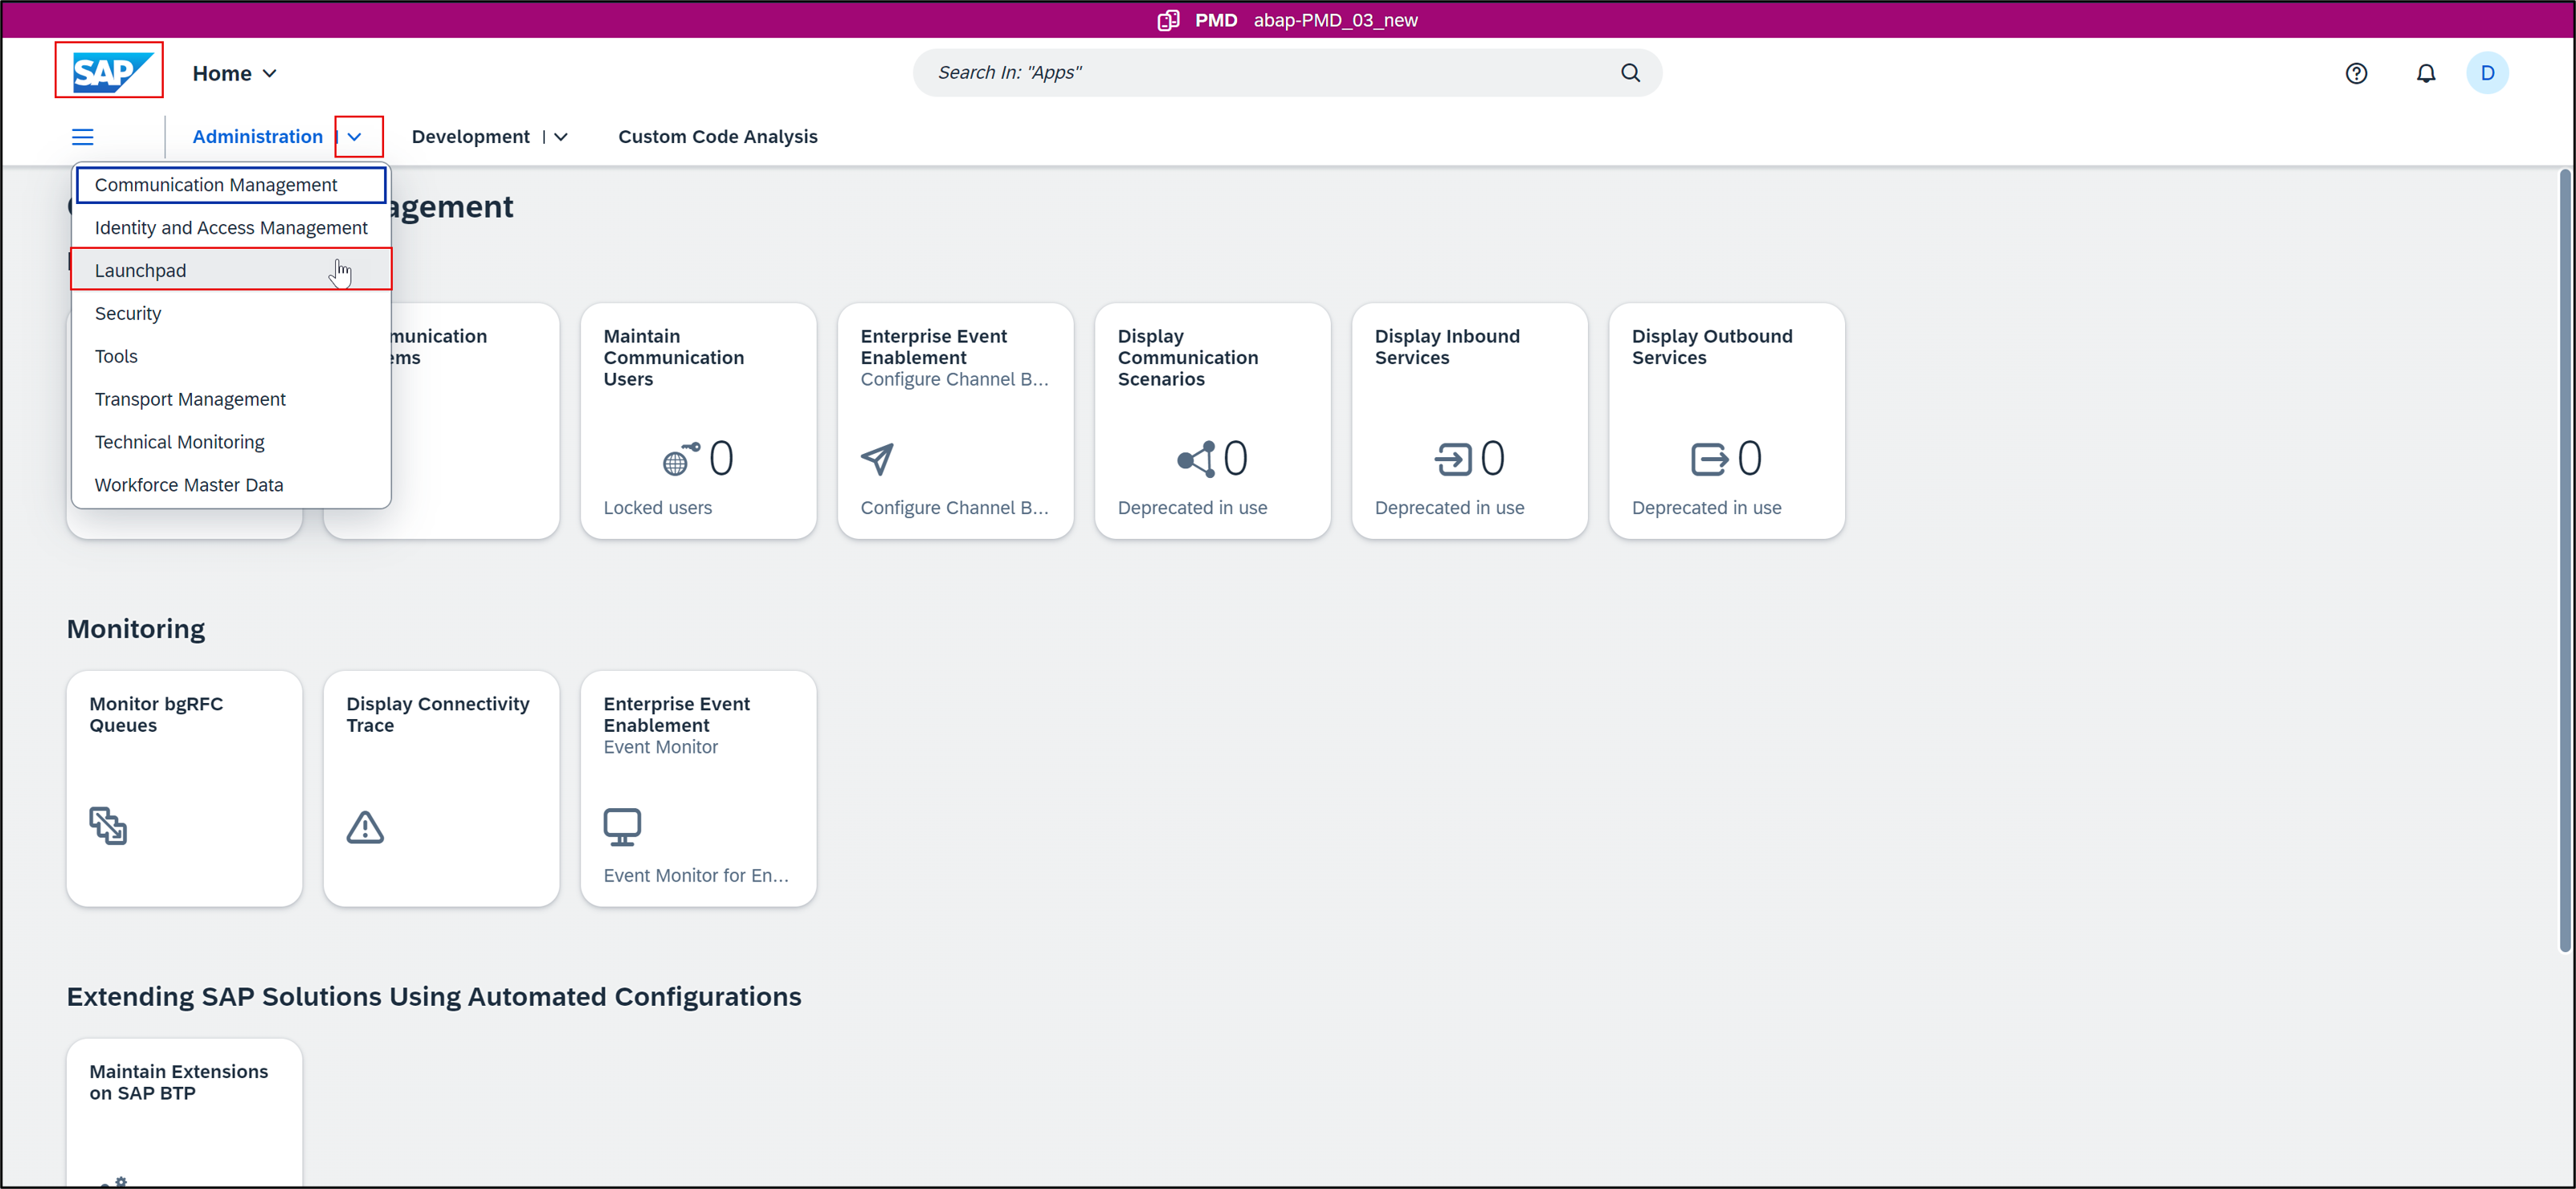 PMD abap-PMD_03_new
SAP Home
Search In: "Apps"
D
Administration
Development
Custom Code Analysis
Communication Management
Identity and Access Management
Launchpad
Security
Tools
Transport Management
Technical Monitoring
Workforce Master Data
agement
munication
ems
Maintain
Communication
Users
0
Locked users
Enterprise Event
Enablement
Configure Channel B...
Configure Channel B...
Display
Communication
Scenarios
0
Deprecated in use
Display Inbound
Services
0
Deprecated in use
Display Outbound
Services
0
Deprecated in use
Monitoring
Monitor bgRFC
Queues
Display Connectivity
Trace
Enterprise Event
Enablement
Event Monitor
Event Monitor for En...
Extending SAP Solutions Using Automated Configurations
Maintain Extensions
on SAP BTP